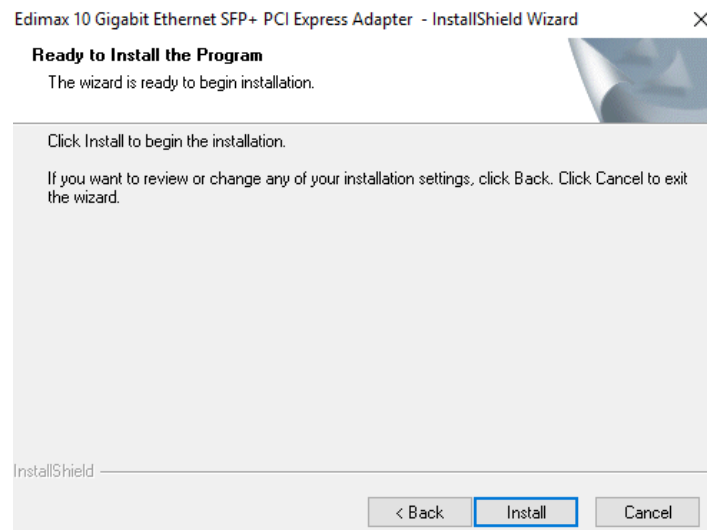 Edimax 10 Gigabit Ethernet SFP+ PCI Express Adapter - InstallShield Wizard
Ready to Install the Program
The wizard is ready to begin installation.
Click Install to begin the installation.
If you want to review or change any of your installation settings, click Back. Click Cancel to exit
the wizard.
InstallShield
< Back Install Cancel